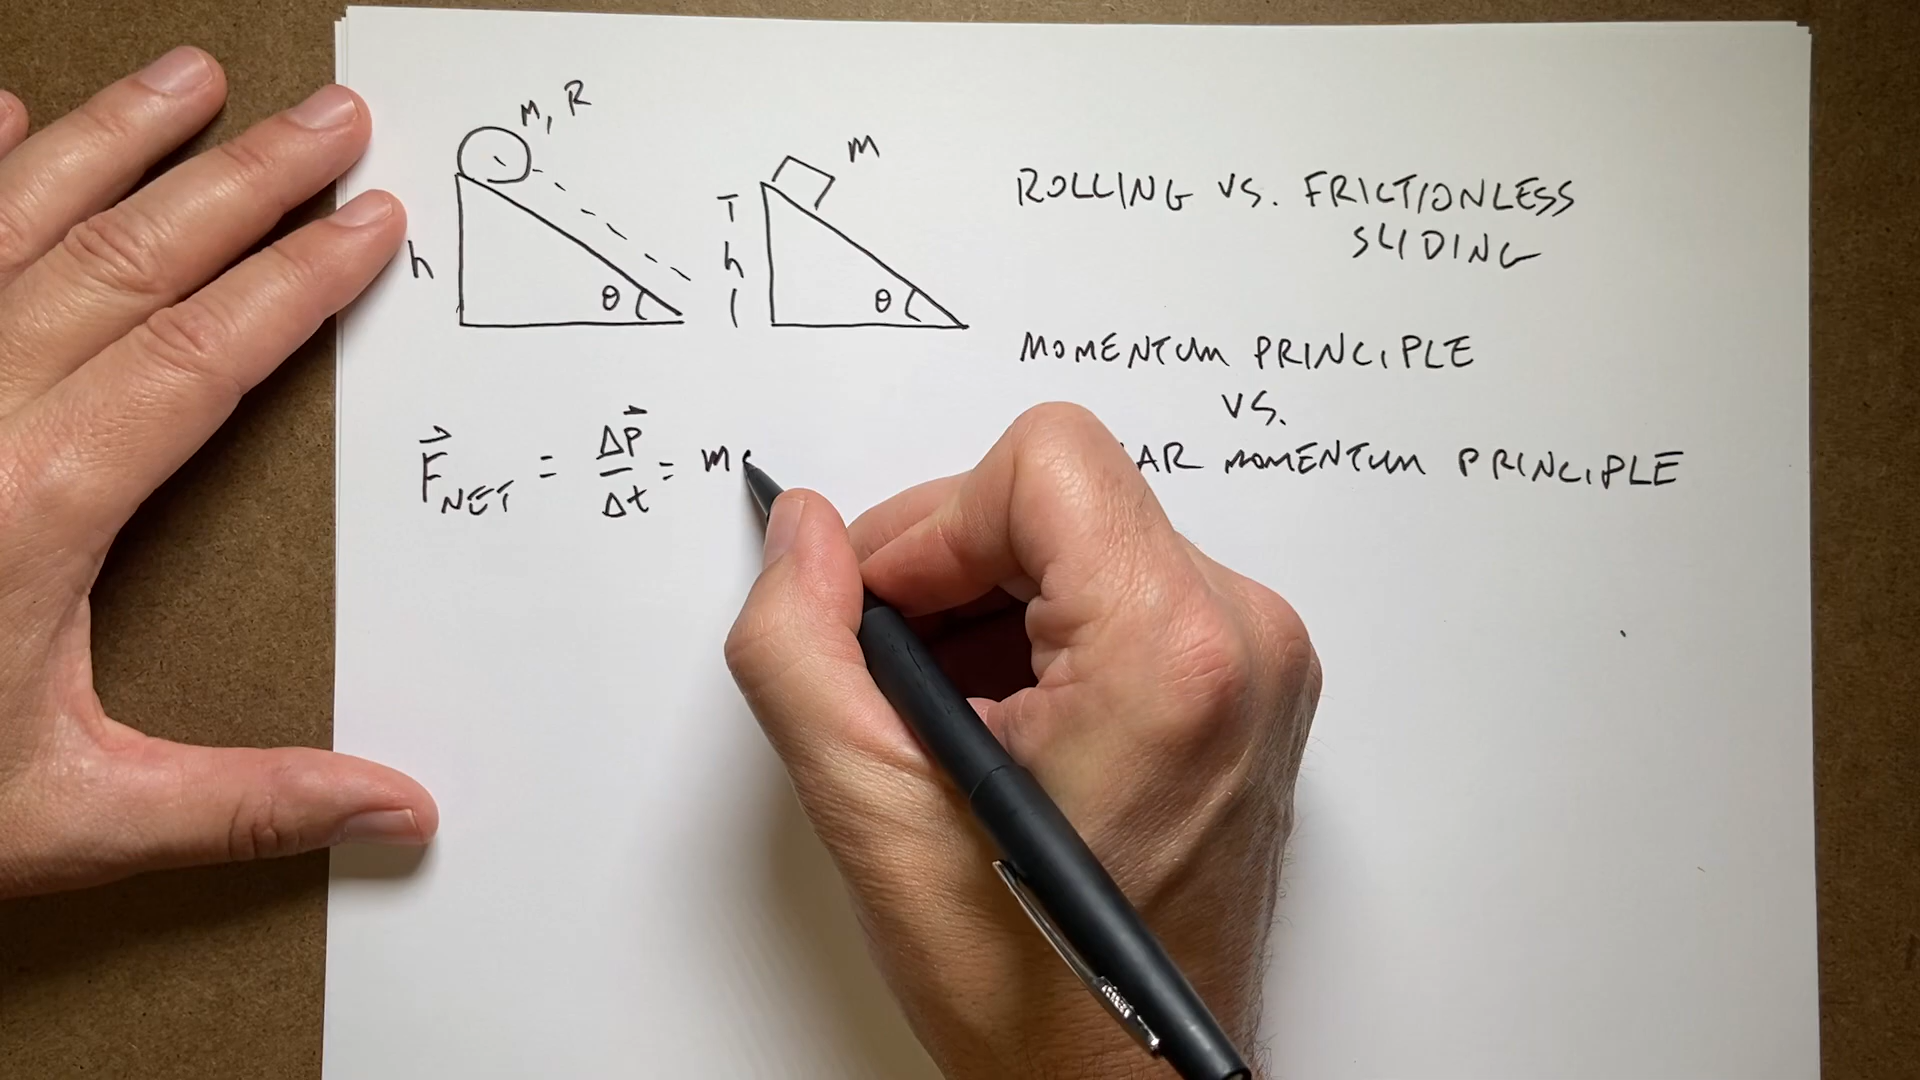 M, R
h
θ
T
h
l
m
θ
ROLLING VS. FRICTIONLESS
SLIDING
MOMENTUM PRINCIPLE
VS.
AR MOMENTUM PRINCIPLE
F⃗NET = Δp⃗/Δt = m